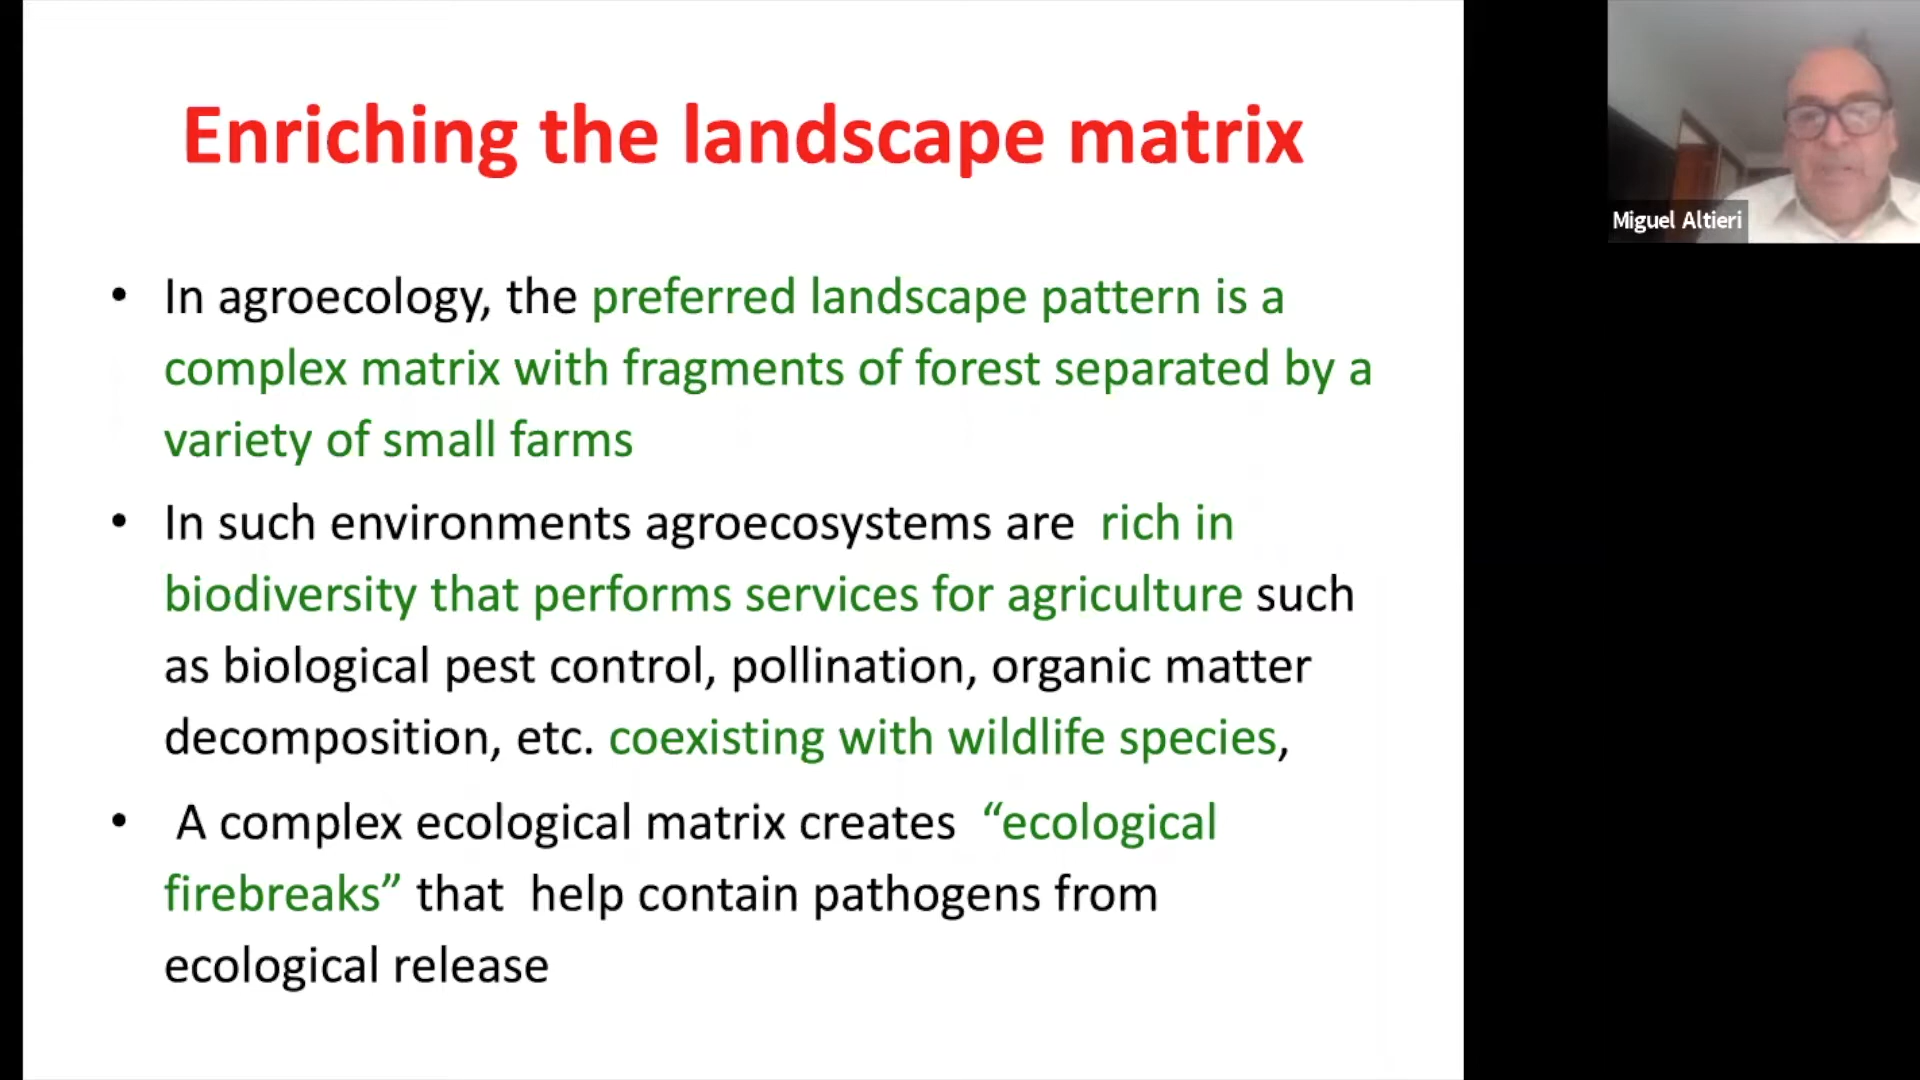 Enriching the landscape matrix
• In agroecology, the preferred landscape pattern is a
complex matrix with fragments of forest separated by a
variety of small farms
• In such environments agroecosystems are rich in
biodiversity that performs services for agriculture such
as biological pest control, pollination, organic matter
decomposition, etc. coexisting with wildlife species,
• A complex ecological matrix creates “ecological
firebreaks” that help contain pathogens from
ecological release
Miguel Altieri